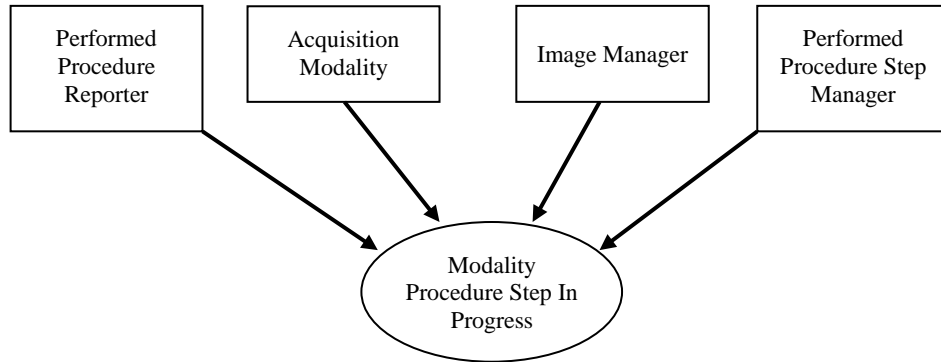 Performed
Procedure
Reporter
Acquisition
Modality
Image Manager
Performed
Procedure Step
Manager
Modality
Procedure Step In
Progress